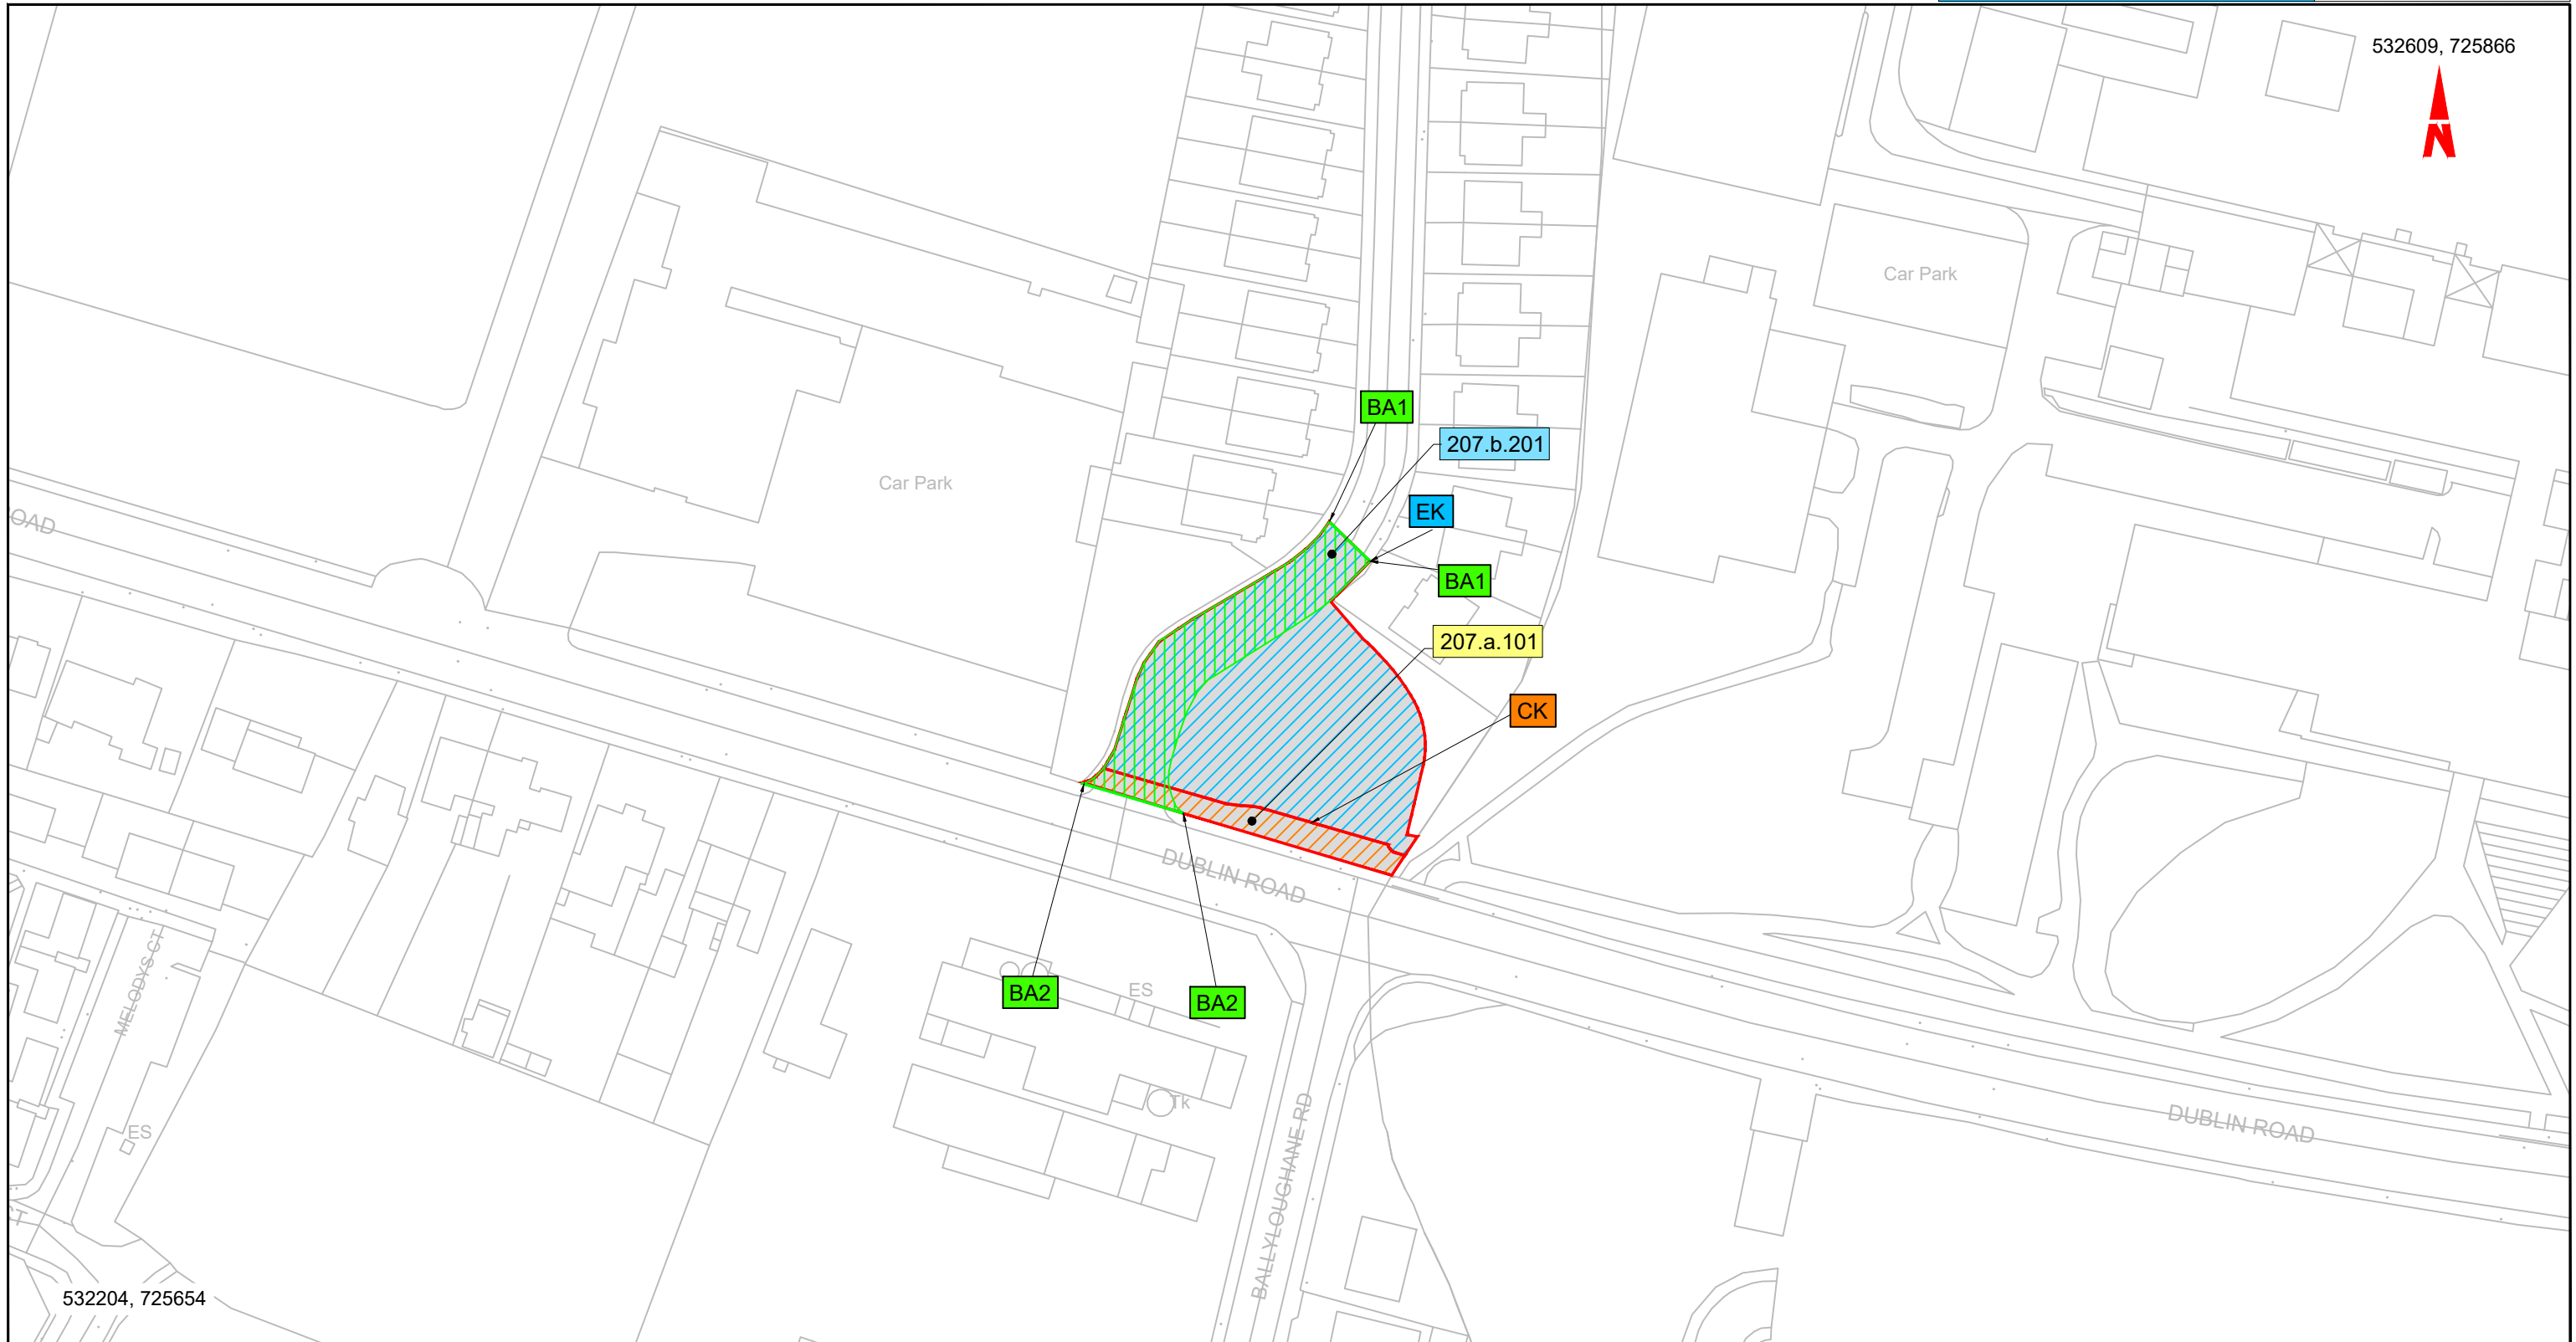 532609, 725866
N
Car Park
BA1
207.b.201
Car Park
EK
OAD
BA1
207.a.101
CK
DUBLIN ROAD
MELODYS CT
BA2
ES
BA2
Tk
DUBLIN ROAD
ES
BALLYLOUGHANE RD
CT
532204, 725654